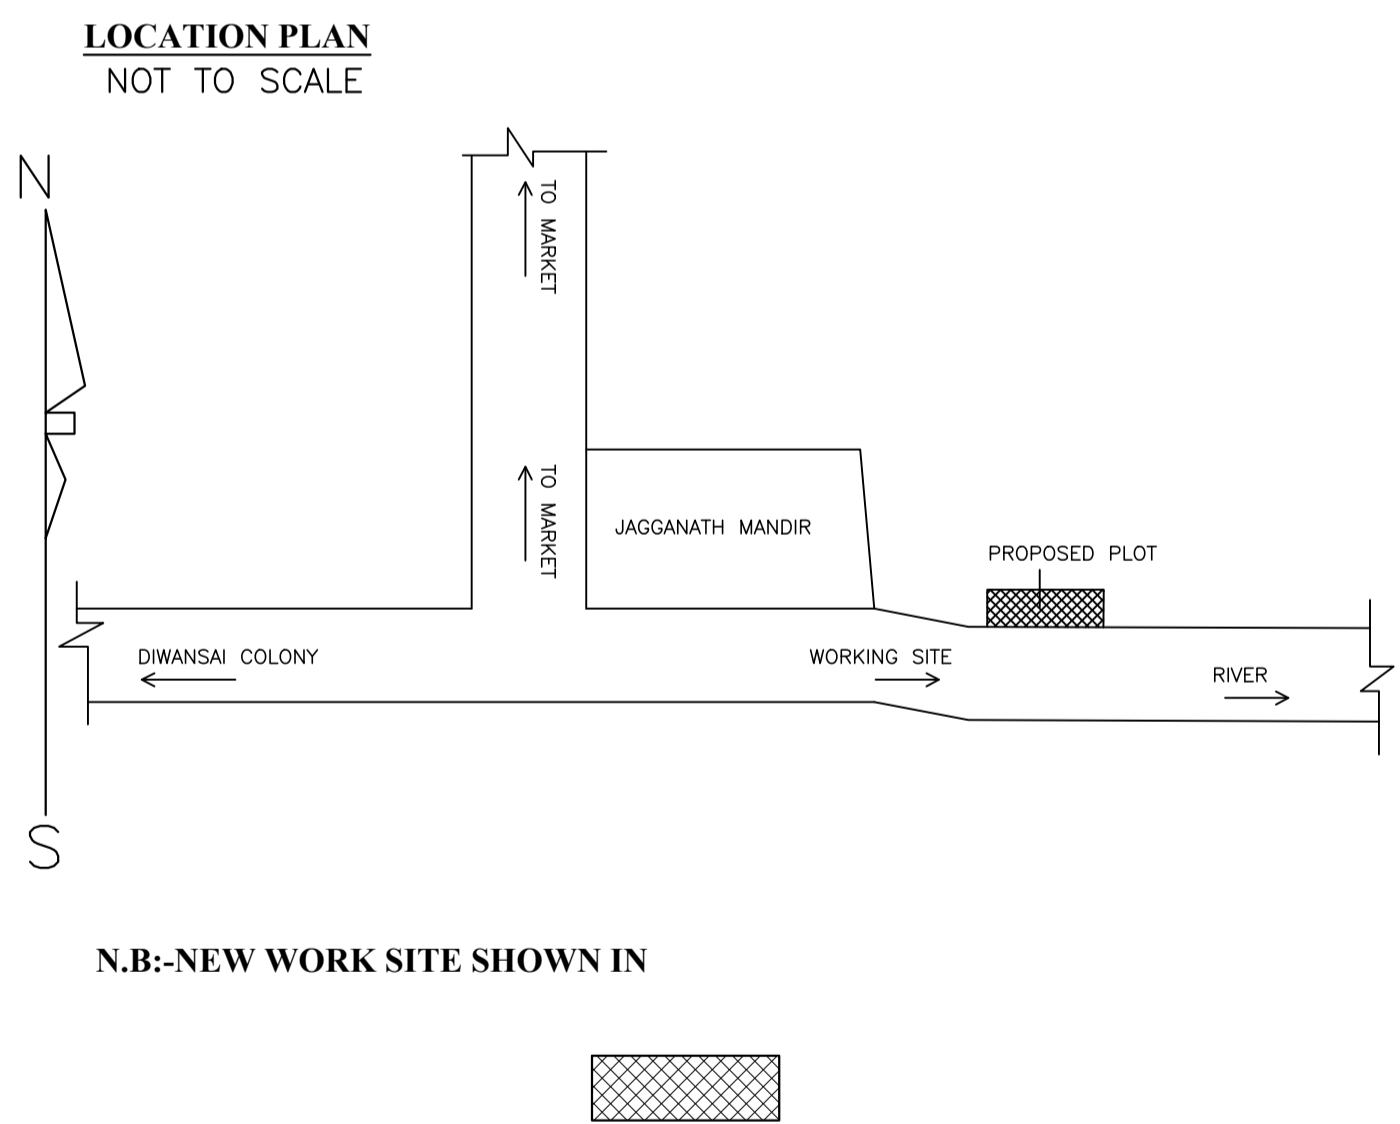 LOCATION PLAN
NOT TO SCALE
N
TO MARKET
TO MARKET
JAGGANATH MANDIR
PROPOSED PLOT
DIWANSAI COLONY
WORKING SITE
RIVER
S
N.B:-NEW WORK SITE SHOWN IN